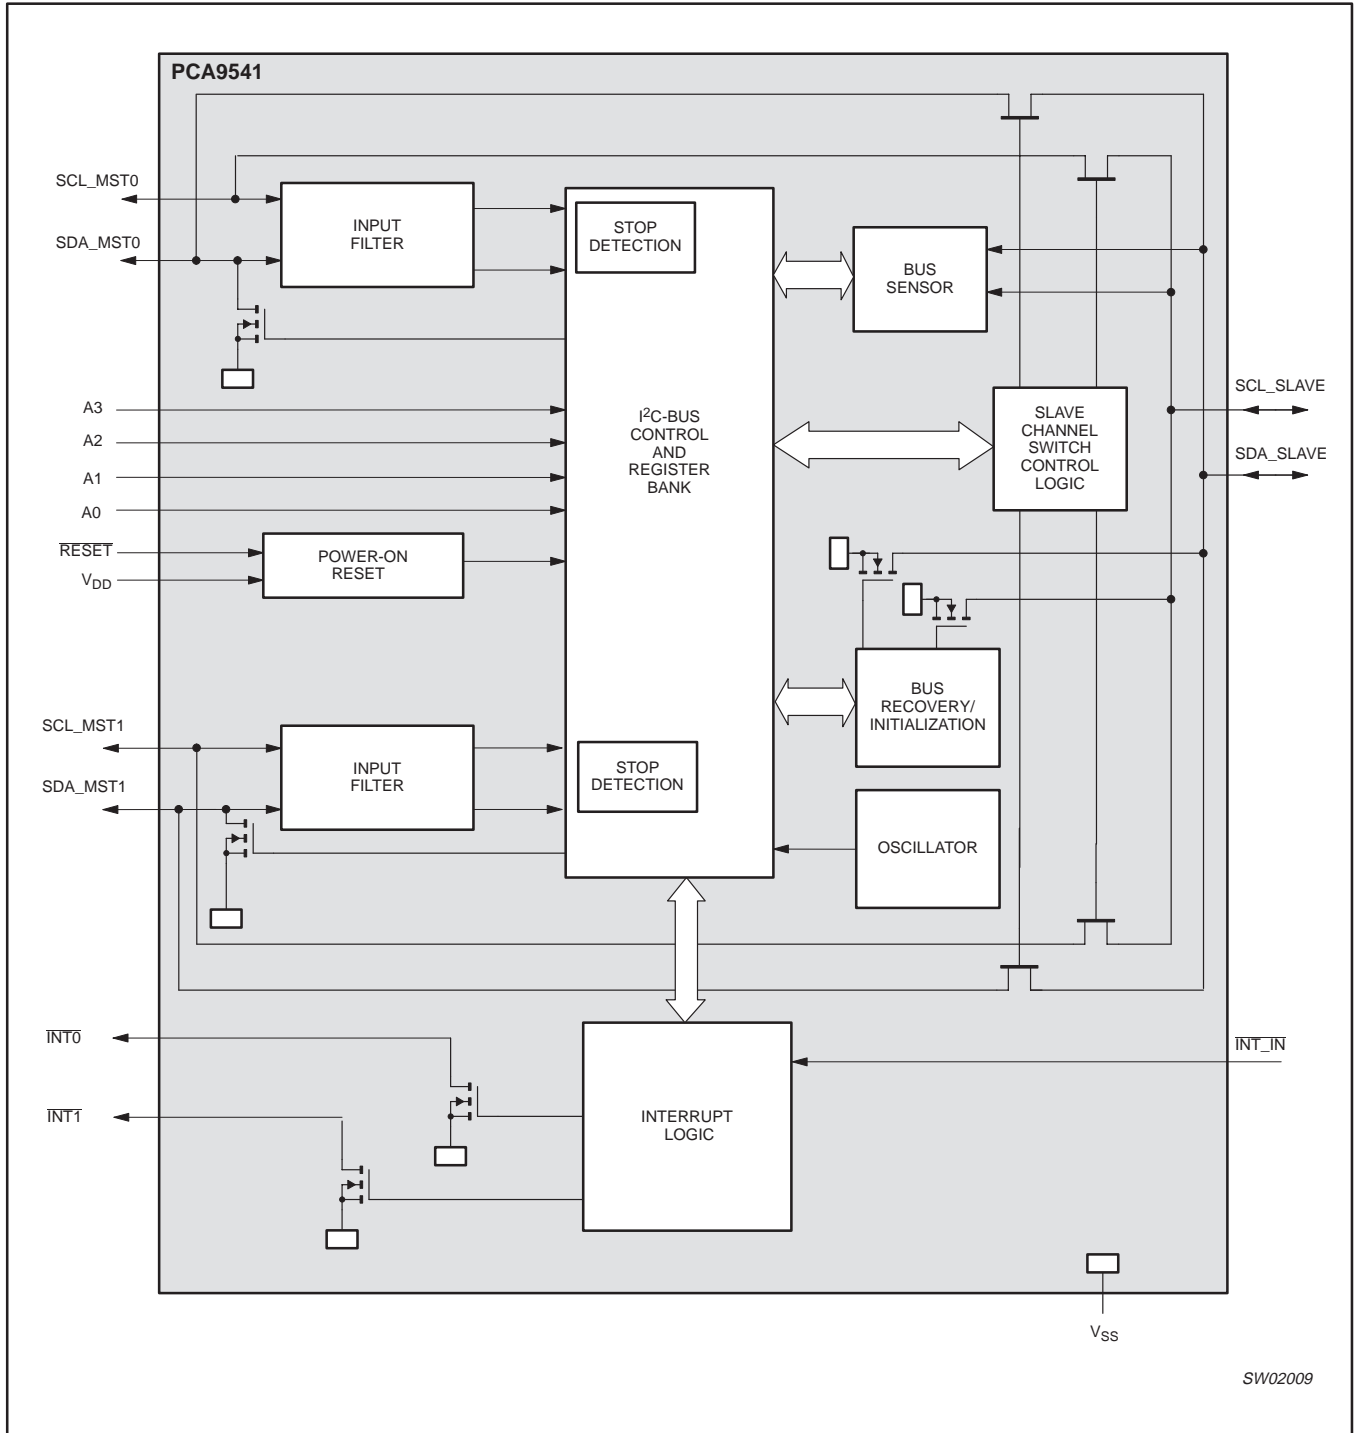 PCA9541
SCL_MST0
SDA_MST0
INPUT
FILTER
STOP
DETECTION
BUS
SENSOR
A3
A2
A1
A0
I²C-BUS
CONTROL
AND
REGISTER
BANK
SLAVE
CHANNEL
SWITCH
CONTROL
LOGIC
SCL_SLAVE
SDA_SLAVE
RESET
VDD
POWER-ON
RESET
SCL_MST1
SDA_MST1
INPUT
FILTER
STOP
DETECTION
BUS
RECOVERY/
INITIALIZATION
OSCILLATOR
INT0
INT1
INTERRUPT
LOGIC
INT_IN
VSS
SW02009